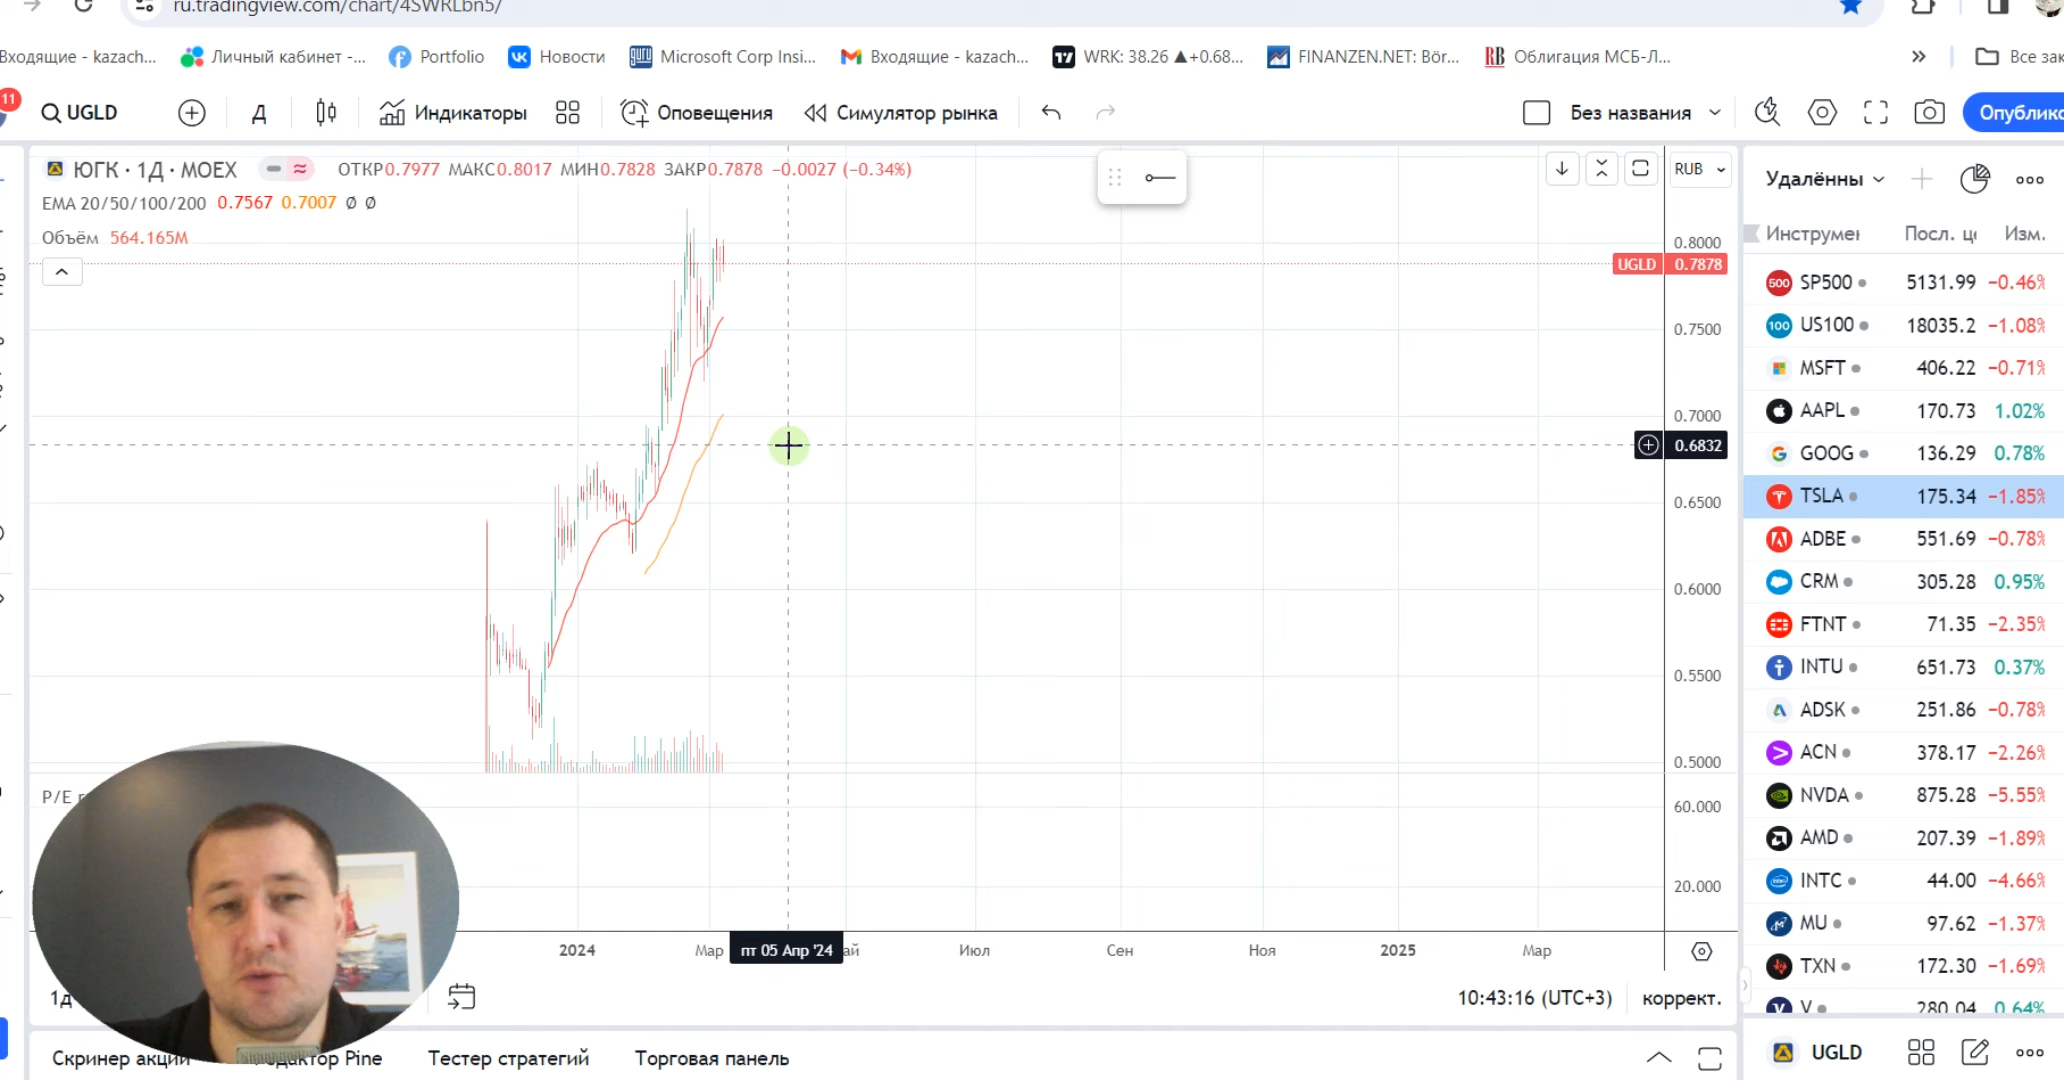 ru.tradingview.com/chart/4SWRLbn5/
Входящие - kazach...
Личный кабинет -...
Portfolio
Новости
Microsoft Corp Insi...
Входящие - kazach...
WRK: 38.26 ▲+0.68...
FINANZEN.NET: Bör...
Облигация МСБ-Л...
»
Все зак
11
UGLD
Д
Индикаторы
Оповещения
Симулятор рынка
Без названия
Опублико
ЮГК · 1Д · MOEX
ОТКР0.7977 МАКС0.8017 МИН0.7828 ЗАКР0.7878 −0.0027 (−0.34%)
RUB
EMA 20/50/100/200 0.7567 0.7007 ∅ ∅
Объём 564.165M
0.8000
UGLD 0.7878
0.7500
0.7000
0.6832
0.6500
0.6000
0.5500
0.5000
P/E
60.000
20.000
2024
Мар
пт 05 Апр '24
ай
Июл
Сен
Ноя
2025
Мар
1д
10:43:16 (UTC+3)
коррект.
Скринер акций
дактор Pine
Тестер стратегий
Торговая панель
Удалённы
Инструмен Посл. ц Изм.
500 SP500 5131.99 −0.46%
100 US100 18035.2 −1.08%
MSFT 406.22 −0.71%
AAPL 170.73 1.02%
GOOG 136.29 0.78%
TSLA 175.34 −1.85%
ADBE 551.69 −0.78%
CRM 305.28 0.95%
FTNT 71.35 −2.35%
INTU 651.73 0.37%
ADSK 251.86 −0.78%
ACN 378.17 −2.26%
NVDA 875.28 −5.55%
AMD 207.39 −1.89%
INTC 44.00 −4.66%
MU 97.62 −1.37%
TXN 172.30 −1.69%
V 280.04 0.64%
UGLD